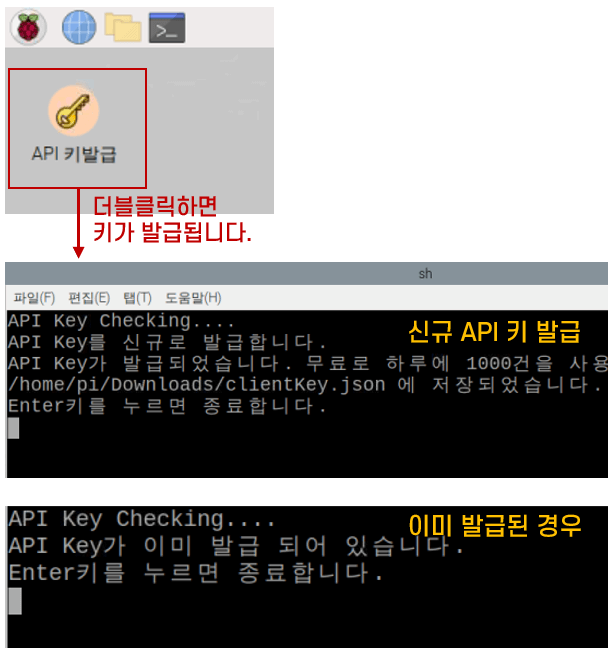 API 키발급
더블클릭하면
키가 발급됩니다.
sh
파일(F) 편집(E) 탭(T) 도움말(H)
신규 API 키 발급
API Key Checking....
API Key를 신규로 발급합니다.
API Key가 발급되었습니다. 무료로 하루에 1000건을 사용
/home/pi/Downloads/clientKey.json 에 저장되었습니다.
Enter키를 누르면 종료합니다.
이미 발급된 경우
API Key Checking....
API Key가 이미 발급 되어 있습니다.
Enter키를 누르면 종료합니다.